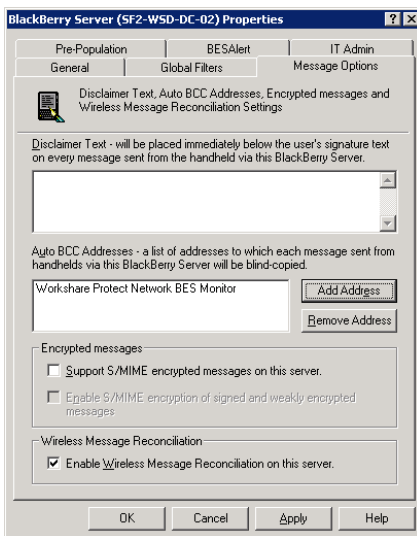 BlackBerry Server (SF2-WSD-DC-02) Properties
Pre-Population
BESAlert
IT Admin
General
Global Filters
Message Options
Disclaimer Text, Auto BCC Addresses, Encrypted messages and
Wireless Message Reconciliation Settings
Disclaimer Text - will be placed immediately below the user's signature text
on every message sent from the handheld via this BlackBerry Server.
Auto BCC Addresses - a list of addresses to which each message sent from
handhelds via this BlackBerry Server will be blind-copied.
Workshare Protect Network BES Monitor
Add Address
Remove Address
Encrypted messages
Support S/MIME encrypted messages on this server.
Enable S/MIME encryption of signed and weakly encrypted
messages
Wireless Message Reconciliation
Enable Wireless Message Reconciliation on this server.
OK
Cancel
Apply
Help